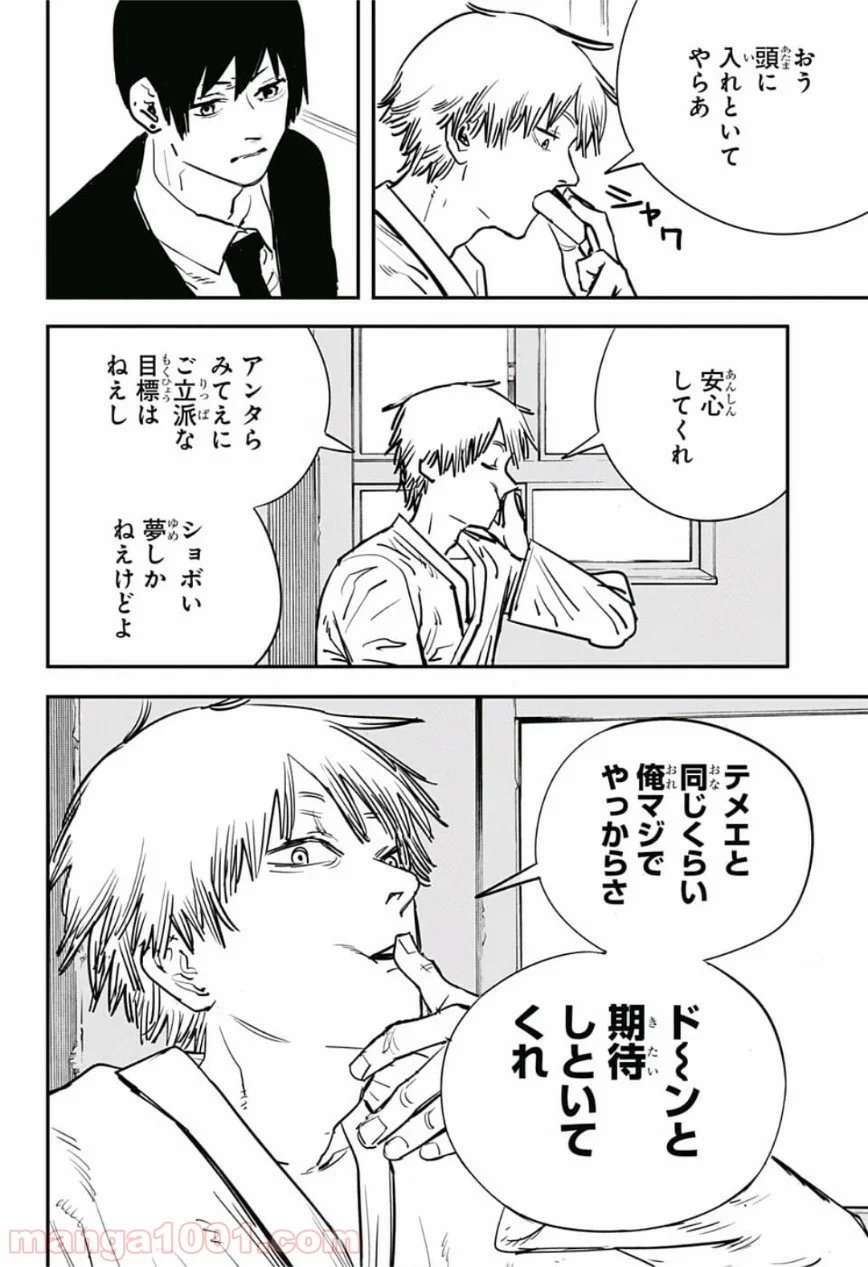 おう
頭に
入れといて
やらあ
シャク
安心
してくれ
アンタら
みてえに
ご立派な
目標は
ねえし
ショボい
夢しか
ねえけどよ
テメエと
同じくらい
俺マジで
やっからさ
ド〜ンと
期待
しといて
くれ
manga1001.com